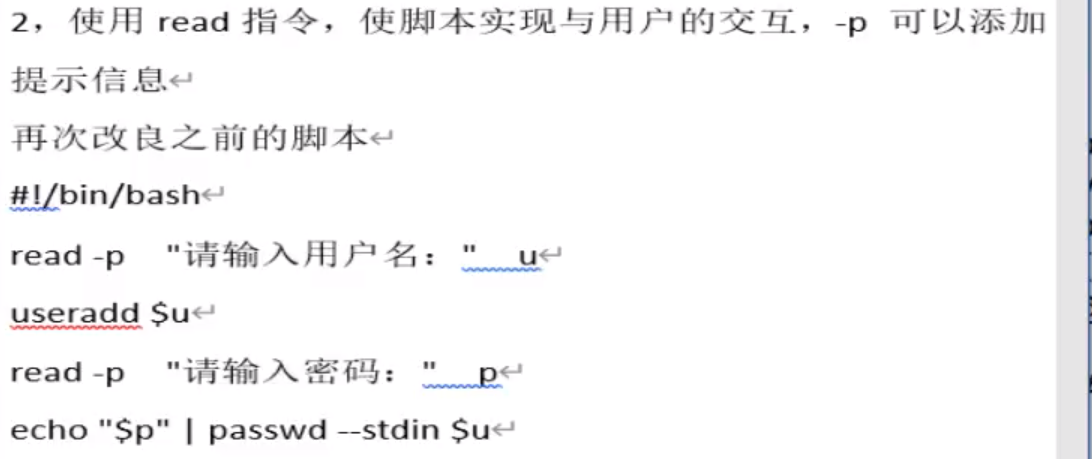 2，使用 read 指令，使脚本实现与用户的交互，-p 可以添加
提示信息↵
再次改良之前的脚本↵
#!/bin/bash↵
read -p "请输入用户名：" u↵
useradd $u↵
read -p "请输入密码：" p↵
echo "$p" | passwd --stdin $u↵